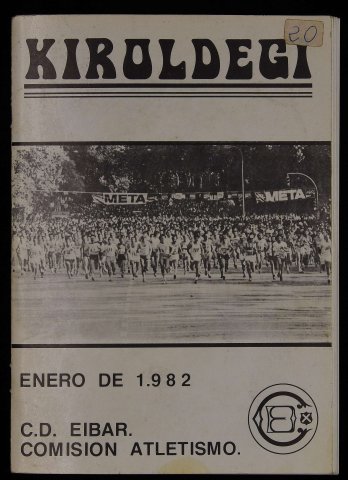 20
KIROLDEGI
META
META
ENERO DE 1.982
C.D. EIBAR.
COMISION ATLETISMO.